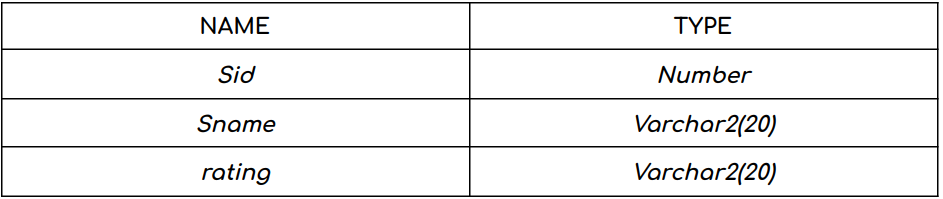 NAME TYPE
Sid Number
Sname Varchar2(20)
rating Varchar2(20)